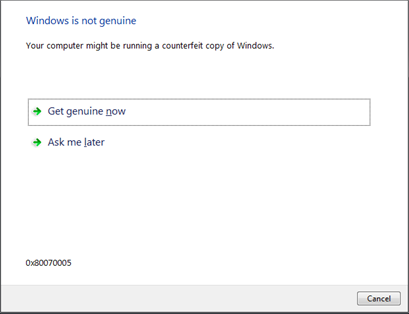 Windows is not genuine
Your computer might be running a counterfeit copy of Windows.
Get genuine now
Ask me later
0x80070005
Cancel